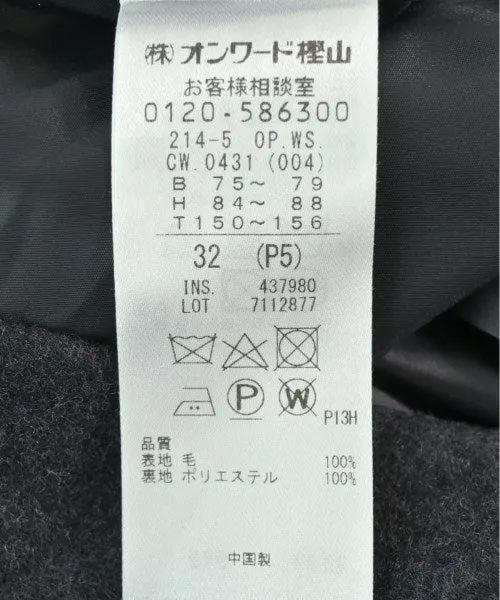 (株)オンワード樫山
お客様相談室
0120-586300
214-5 OP.WS.
CW.0431 (004)
B 75～ 79
H 84～ 88
T 150～156
32 (P5)
INS. 437980
LOT 7112877
P W P13H
品質
表地 毛 100%
裏地 ポリエステル 100%
中国製